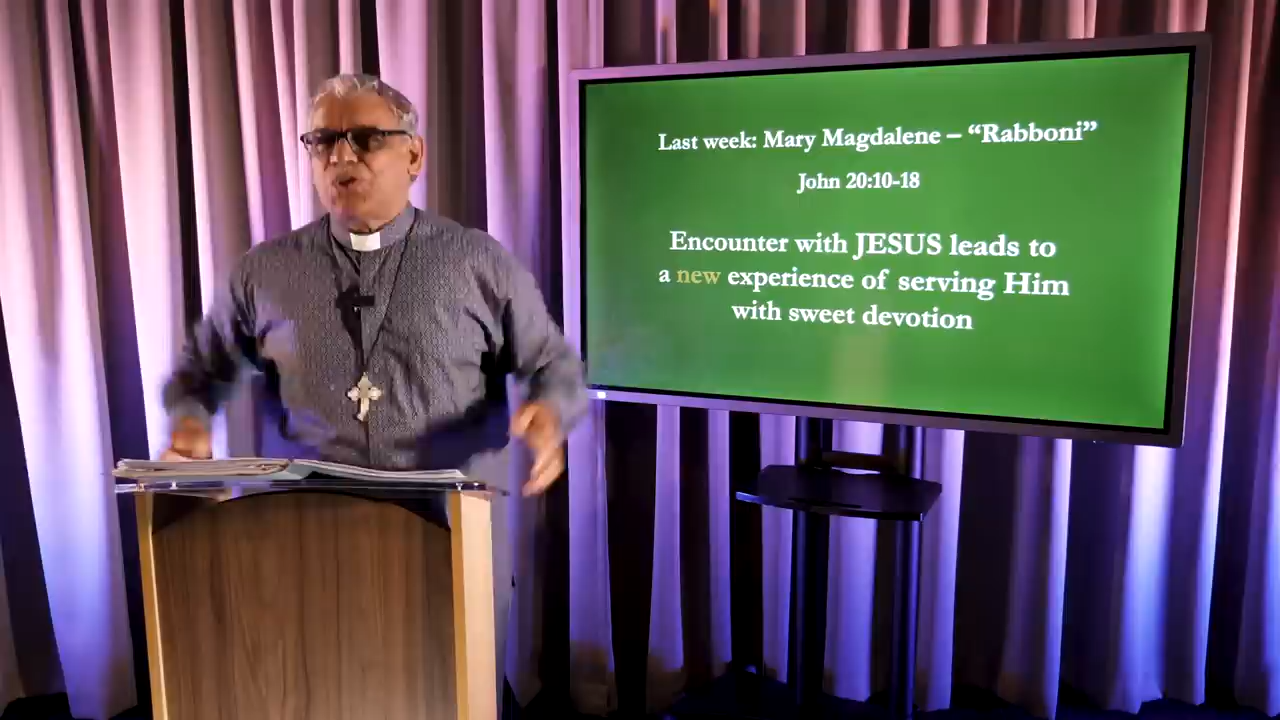 Last week: Mary Magdalene – “Rabboni”
John 20:10-18
Encounter with JESUS leads to
a new experience of serving Him
with sweet devotion